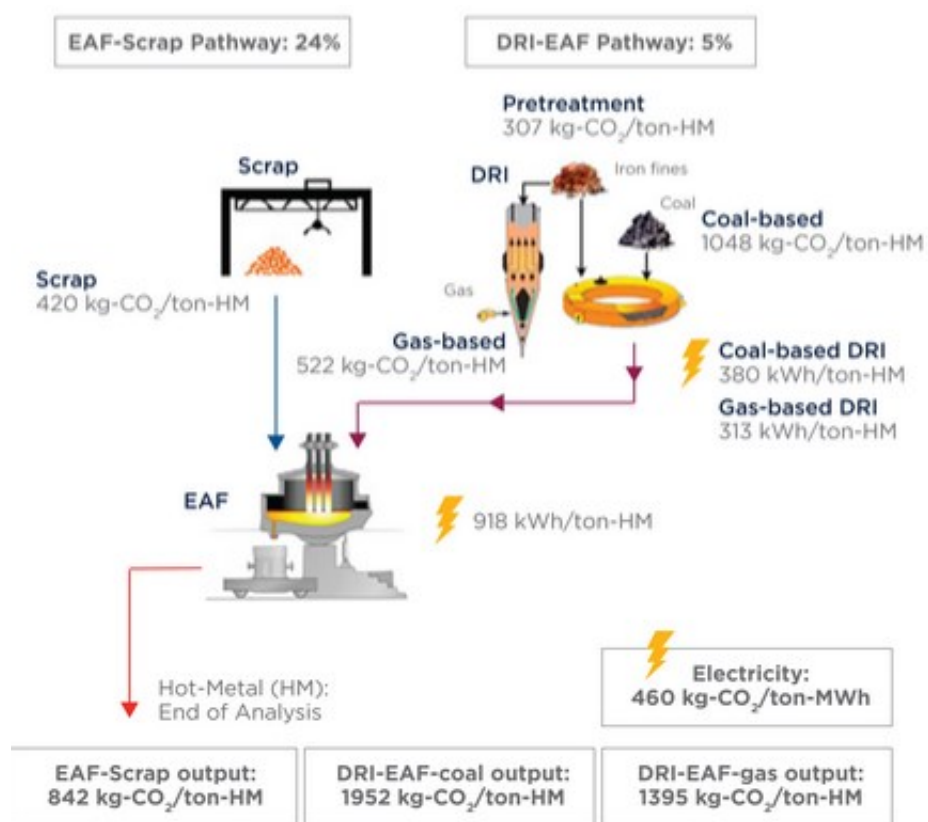 EAF-Scrap Pathway: 24%
DRI-EAF Pathway: 5%
Pretreatment
307 kg-CO₂/ton-HM
Scrap
DRI
Iron fines
Coal
Coal-based
1048 kg-CO₂/ton-HM
Scrap
420 kg-CO₂/ton-HM
Gas
Gas-based
522 kg-CO₂/ton-HM
Coal-based DRI
380 kWh/ton-HM
Gas-based DRI
313 kWh/ton-HM
EAF
918 kWh/ton-HM
Hot-Metal (HM):
End of Analysis
Electricity:
460 kg-CO₂/ton-MWh
EAF-Scrap output:
842 kg-CO₂/ton-HM
DRI-EAF-coal output:
1952 kg-CO₂/ton-HM
DRI-EAF-gas output:
1395 kg-CO₂/ton-HM